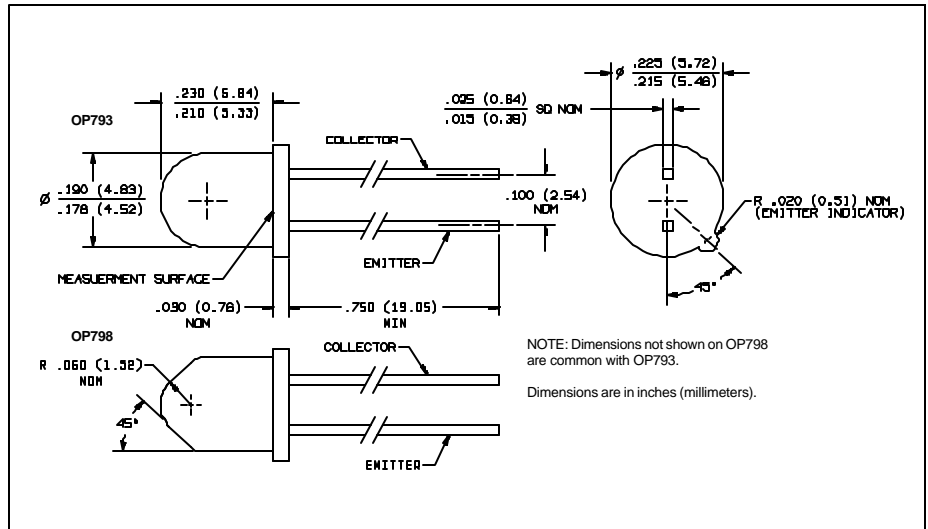 .230 (5.84)
.210 (5.33)
OP793
Ø .190 (4.83)
.178 (4.52)
MEASUERMENT SURFACE
.030 (0.76)
NOM
.750 (19.05)
MIN
COLLECTOR
EMITTER
.025 (0.64)
.015 (0.38)
SQ NOM
.100 (2.54)
NOM
Ø .225 (5.72)
.215 (5.46)
R .020 (0.51) NOM
(EMITTER INDICATOR)
45°
OP798
R .060 (1.52)
NOM
45°
COLLECTOR
EMITTER
NOTE: Dimensions not shown on OP798
are common with OP793.
Dimensions are in inches (millimeters).